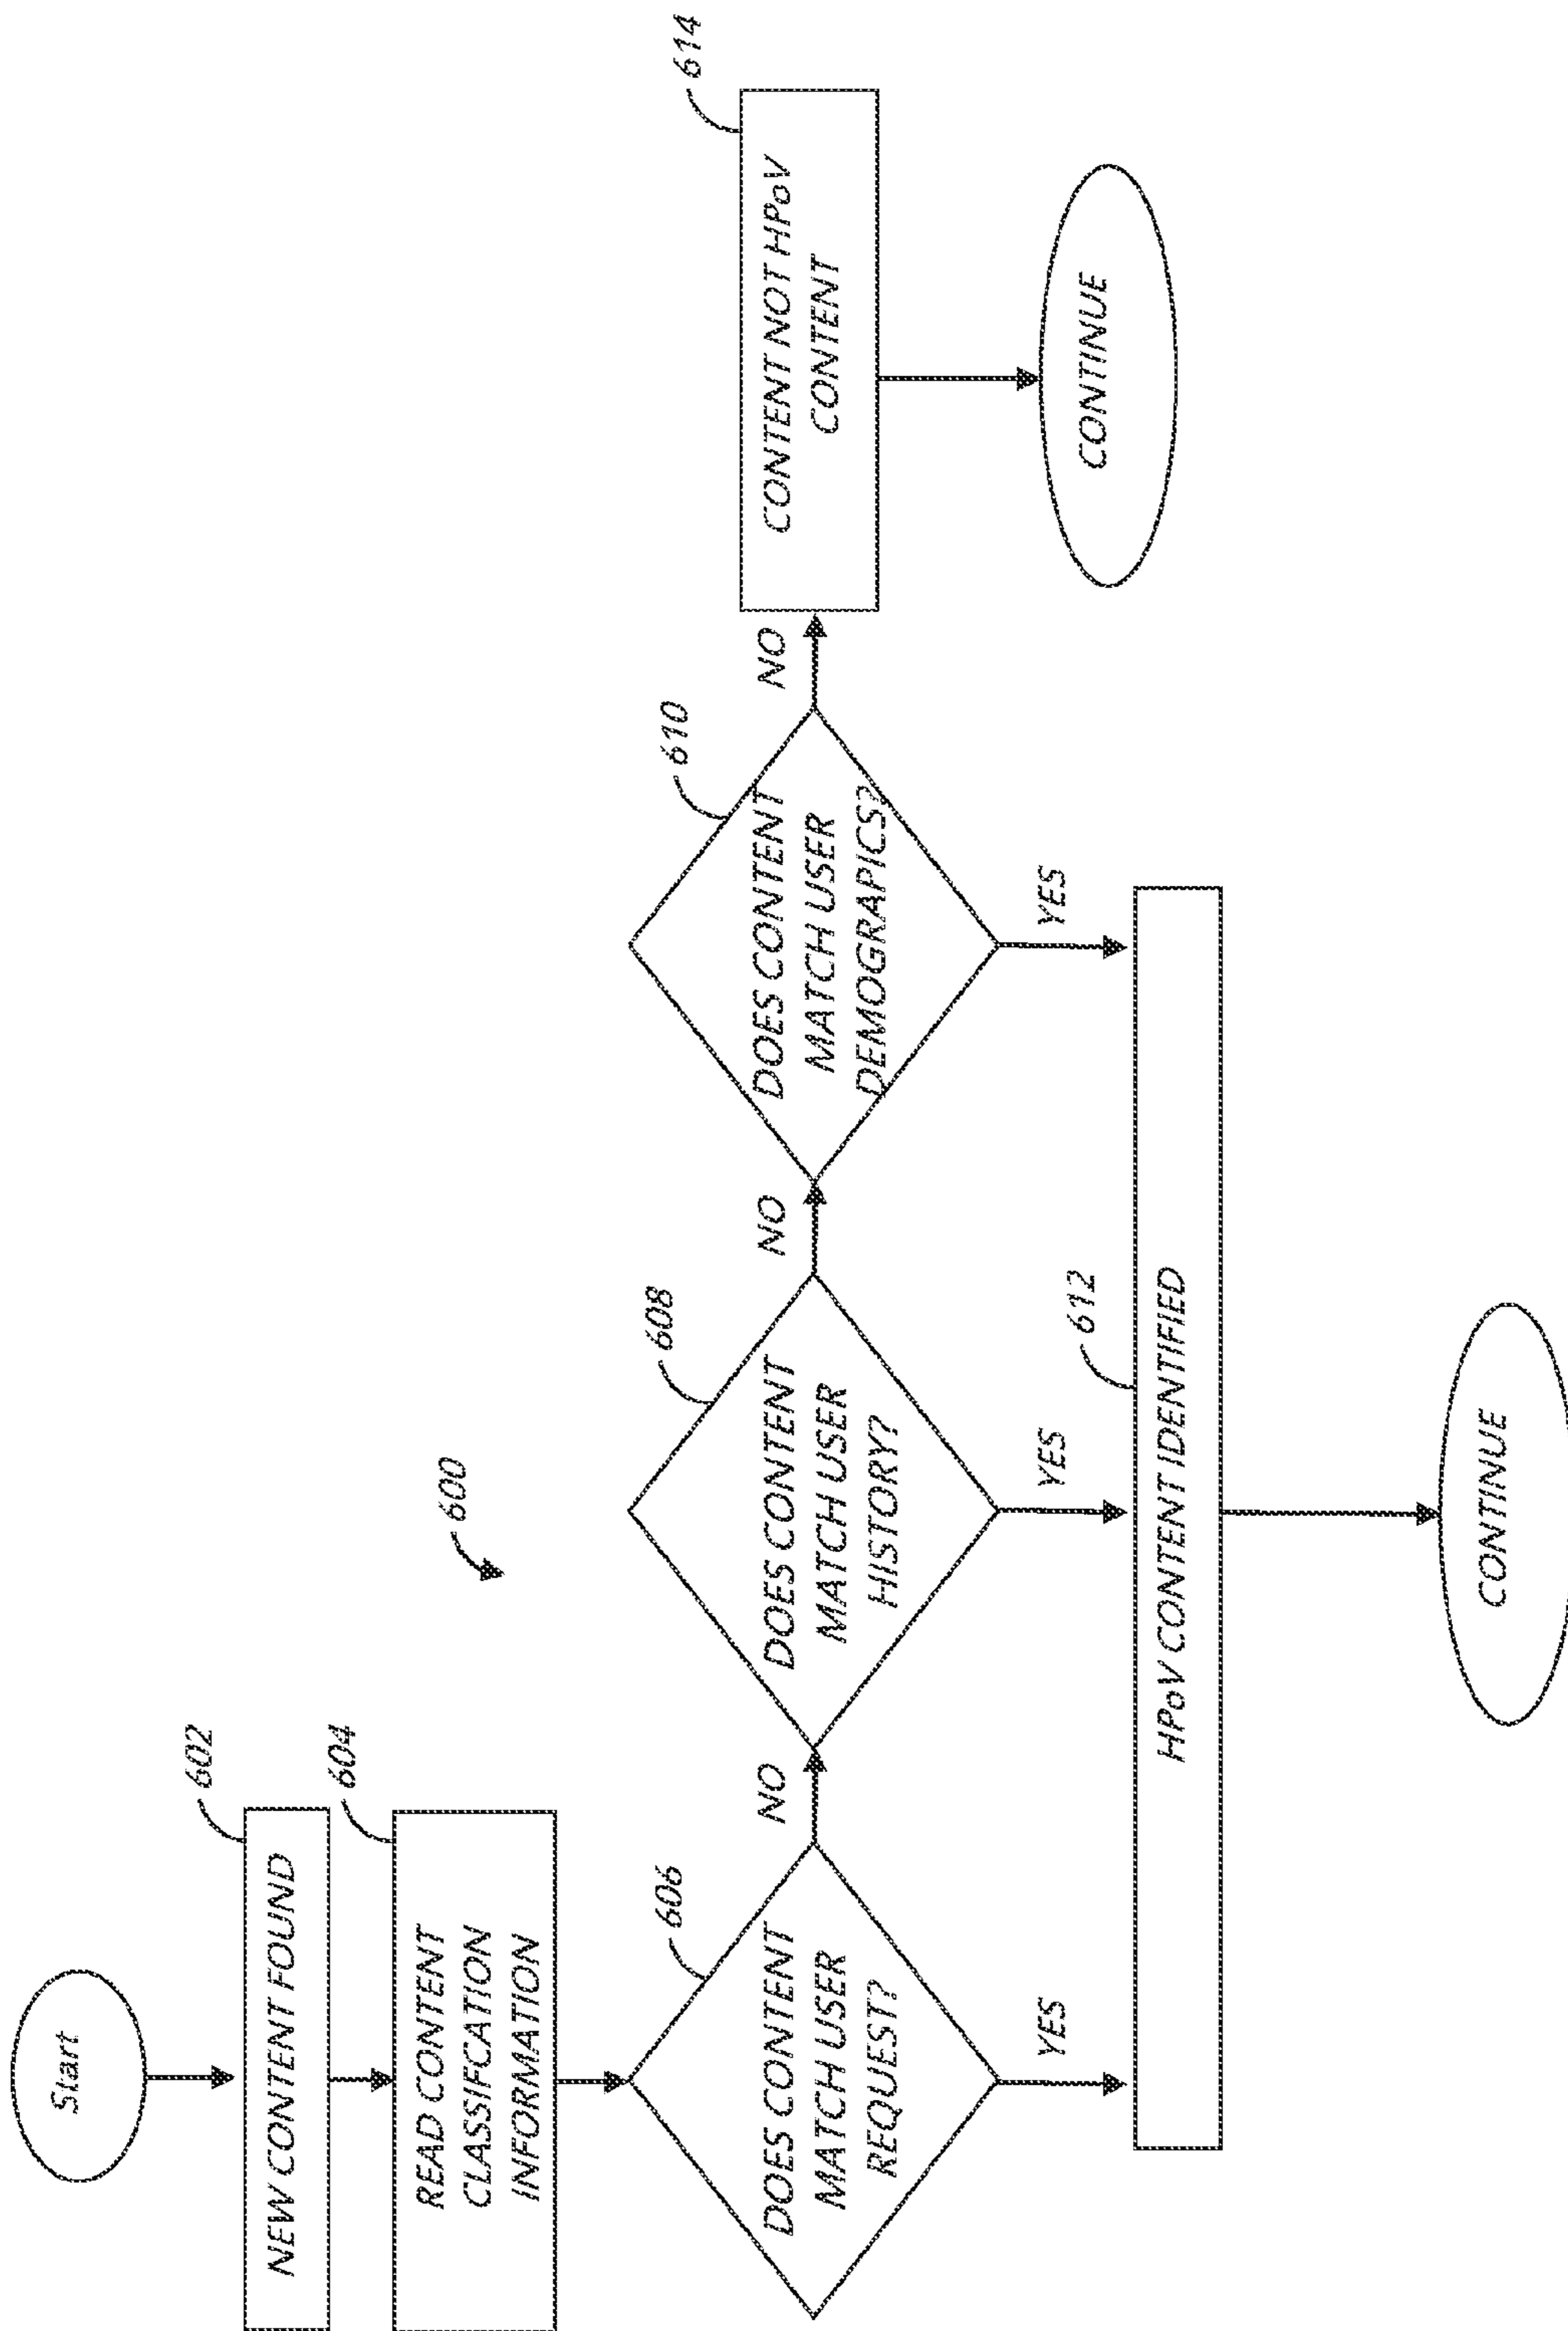 Start
602
NEW CONTENT FOUND
604
READ CONTENT
CLASSIFCATION
INFORMATION
600
606
DOES CONTENT
MATCH USER
REQUEST?
NO
YES
608
DOES CONTENT
MATCH USER
HISTORY?
NO
YES
610
DOES CONTENT
MATCH USER
DEMOGRAPICS?
NO
YES
614
CONTENT NOT HPoV
CONTENT
CONTINUE
612
HPoV CONTENT IDENTIFIED
CONTINUE